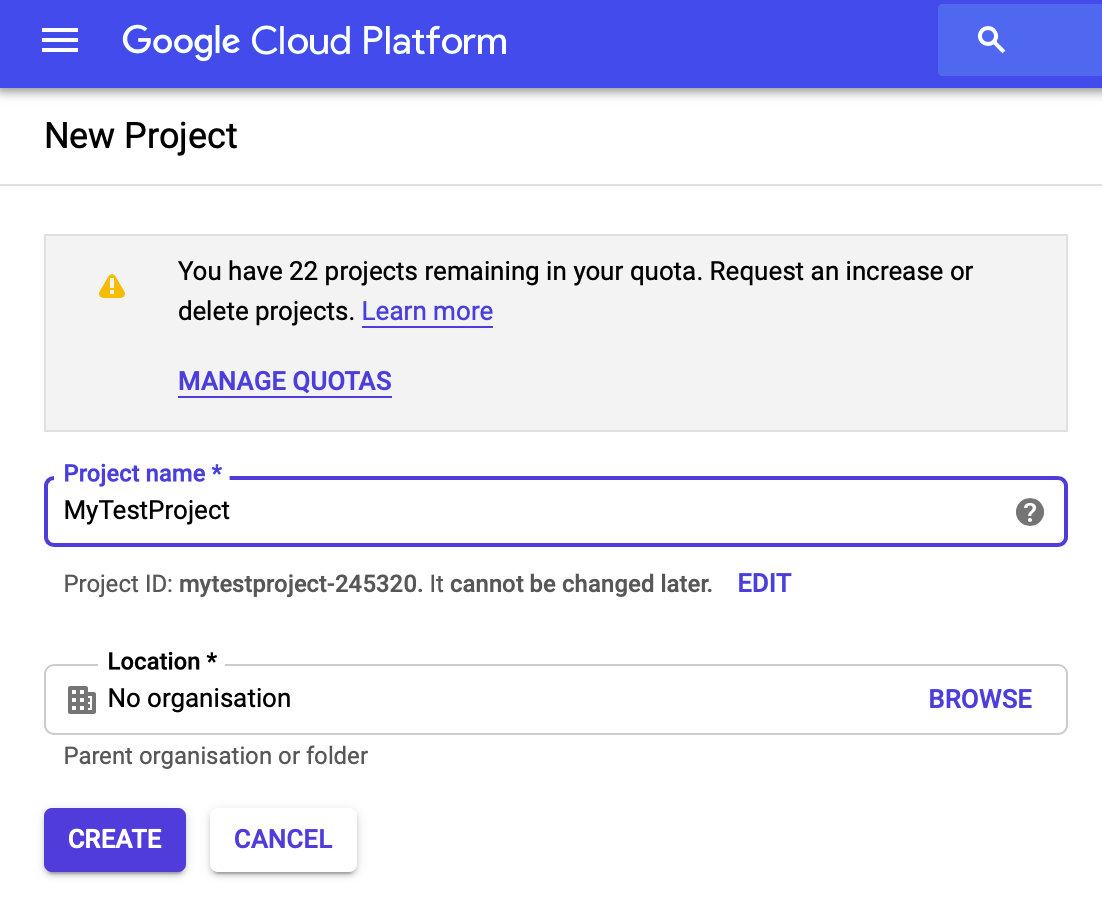 Google Cloud Platform
New Project
You have 22 projects remaining in your quota. Request an increase or
delete projects. Learn more
MANAGE QUOTAS
Project name *
MyTestProject
Project ID: mytestproject-245320. It cannot be changed later. EDIT
Location *
No organisation BROWSE
Parent organisation or folder
CREATE CANCEL